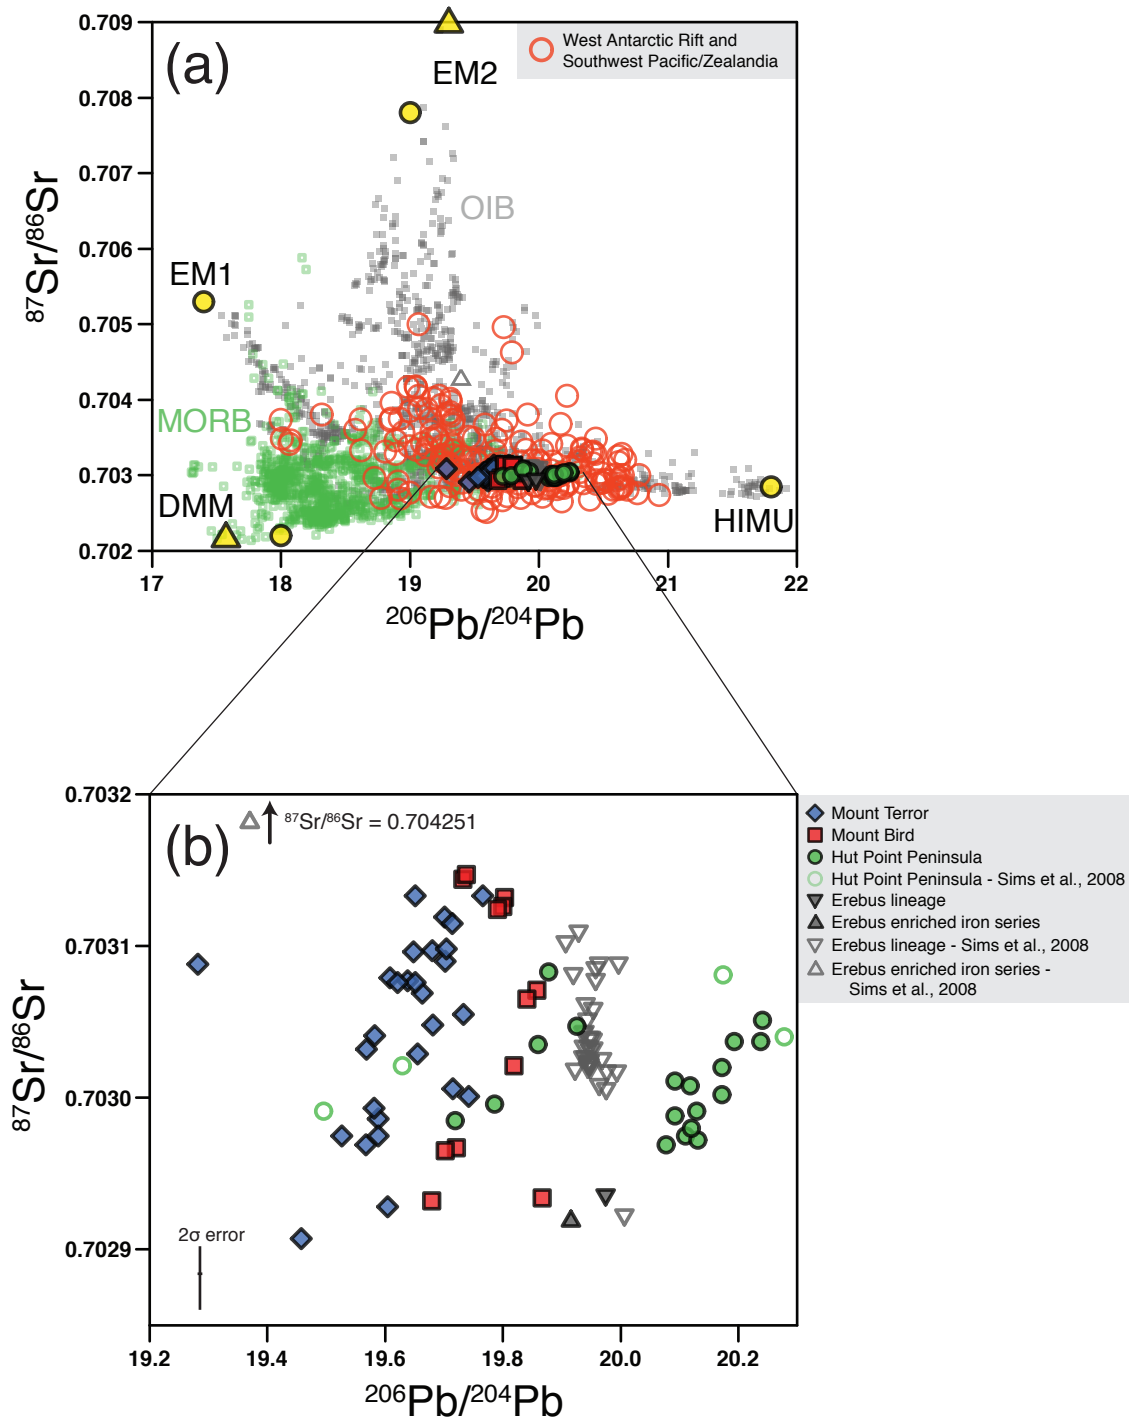 (a)
West Antarctic Rift and
Southwest Pacific/Zealandia
EM2
OIB
EM1
MORB
DMM
HIMU
0.709
0.708
0.707
0.706
0.705
0.704
0.703
0.702
⁸⁷Sr/⁸⁶Sr
17
18
19
20
21
22
²⁰⁶Pb/²⁰⁴Pb
(b)
⁸⁷Sr/⁸⁶Sr = 0.704251
2σ error
0.7032
0.7031
0.7030
0.7029
⁸⁷Sr/⁸⁶Sr
19.2
19.4
19.6
19.8
20.0
20.2
²⁰⁶Pb/²⁰⁴Pb
Mount Terror
Mount Bird
Hut Point Peninsula
Hut Point Peninsula - Sims et al., 2008
Erebus lineage
Erebus enriched iron series
Erebus lineage - Sims et al., 2008
Erebus enriched iron series -
Sims et al., 2008